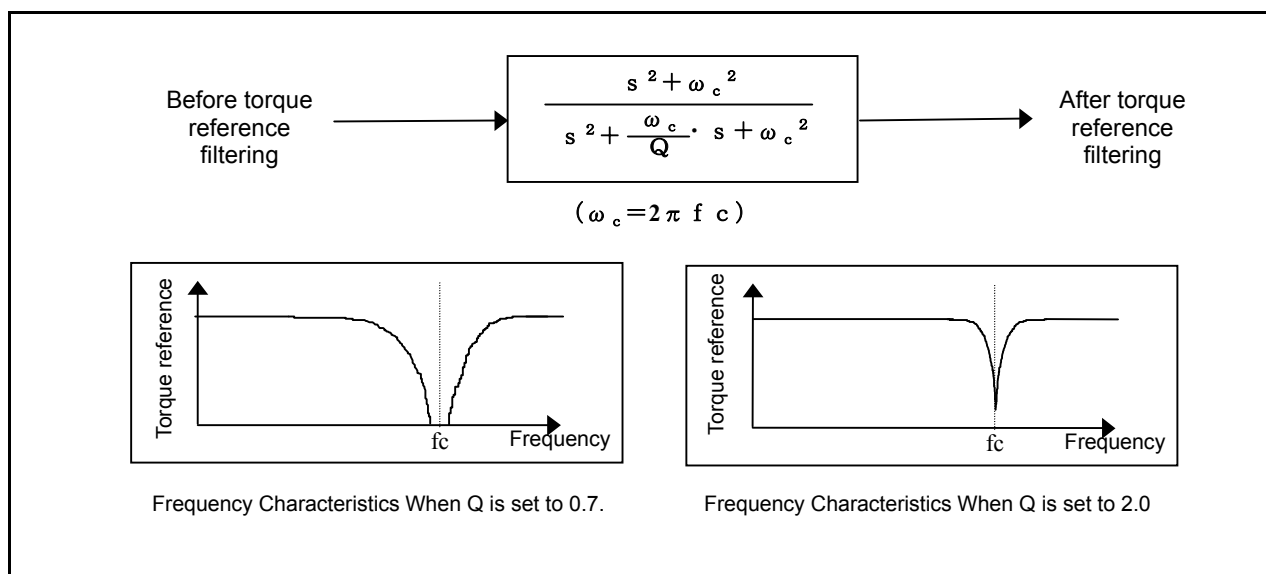 Before torque
reference
filtering
s ² + ω c ²
s ² + ω c / Q · s + ω c ²
After torque
reference
filtering
(ω c = 2 π f c)
Torque reference
fc
Frequency
Torque reference
fc
Frequency
Frequency Characteristics When Q is set to 0.7.
Frequency Characteristics When Q is set to 2.0